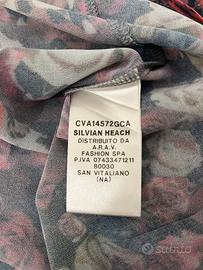 CVA14572GCA
SILVIAN HEACH
DISTRIBUITO DA
A.R.A.V.
FASHION SPA
P.IVA 07433471211
80030
SAN VITALIANO
(NA)
subito